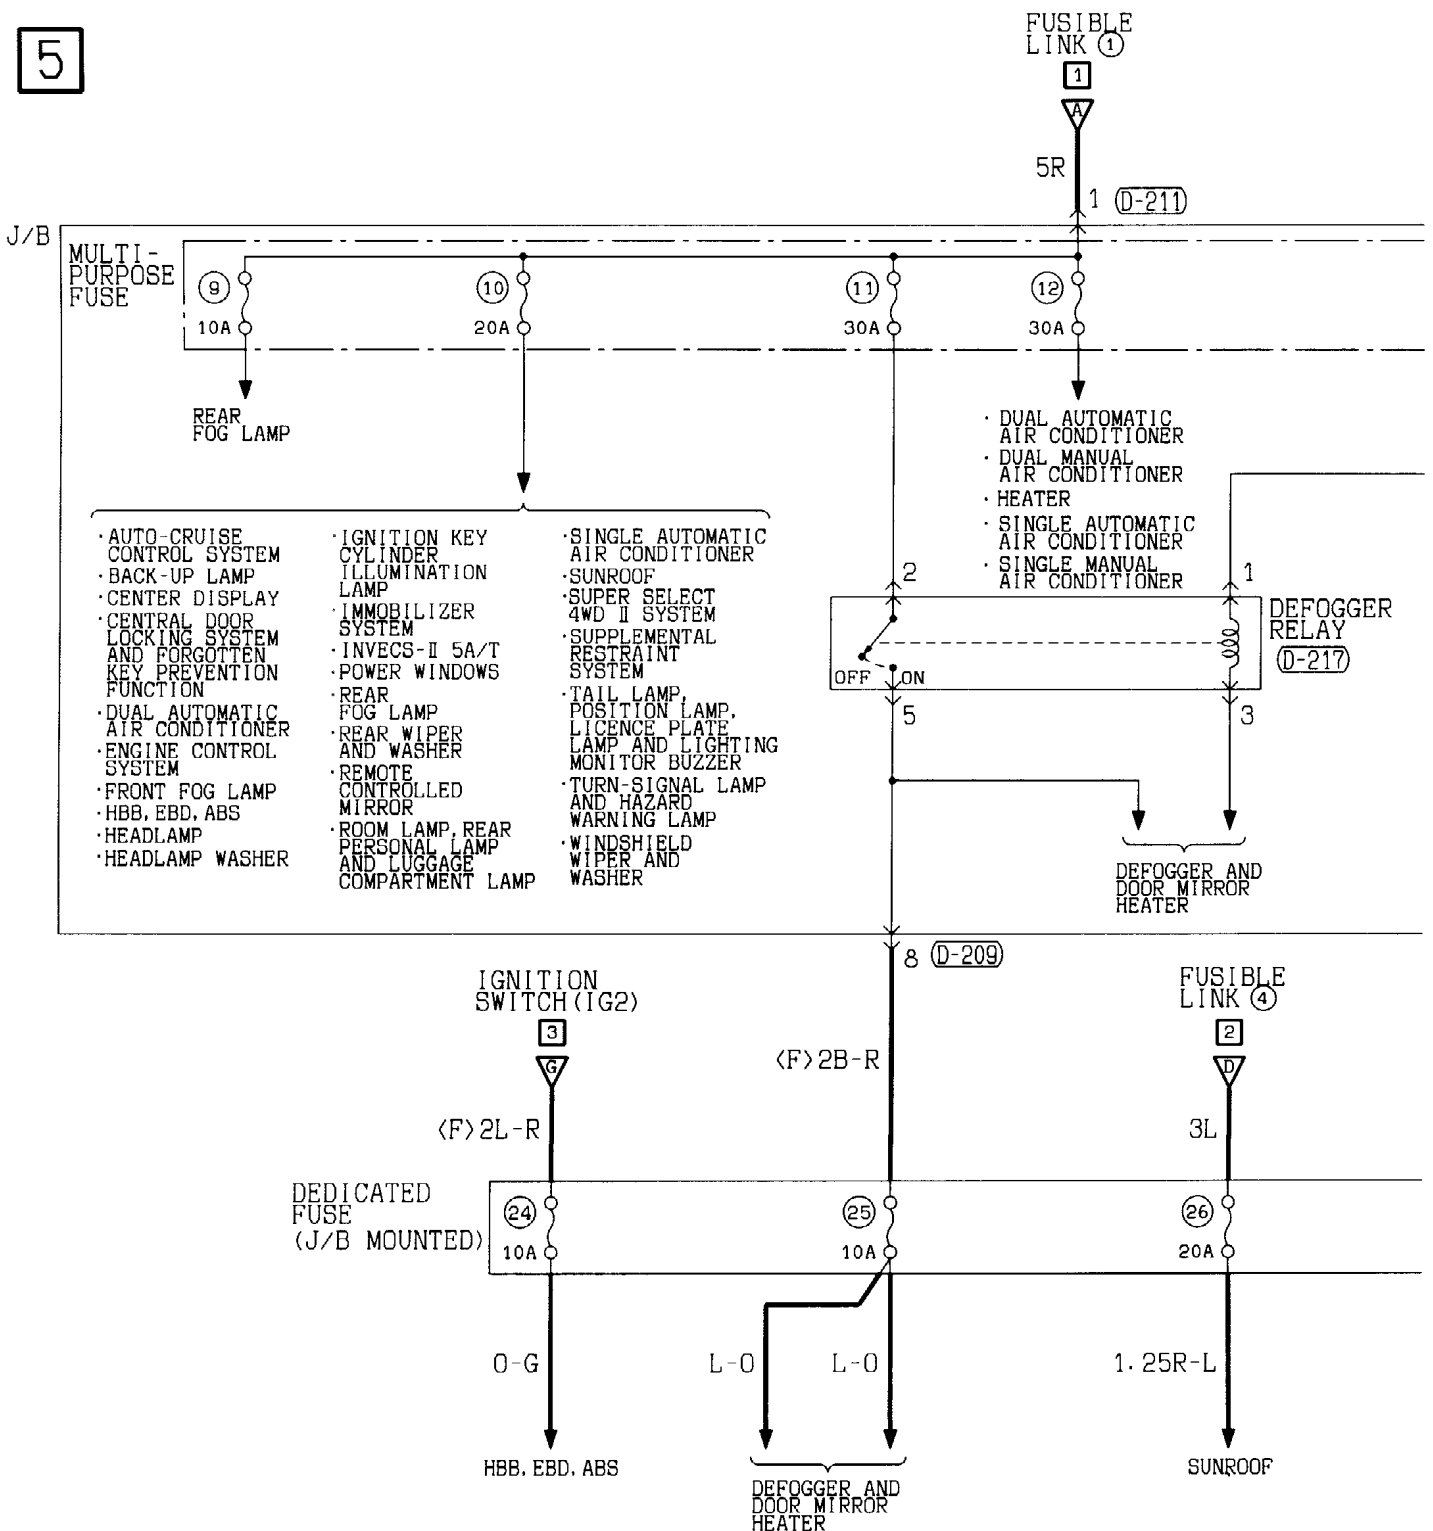 5
FUSIBLE
LINK ①
1
A
5R
1 (D-211)
J/B
MULTI-
PURPOSE
FUSE
9
10A
10
20A
11
30A
12
30A
REAR
FOG LAMP
· DUAL AUTOMATIC
AIR CONDITIONER
· DUAL MANUAL
AIR CONDITIONER
· HEATER
· SINGLE AUTOMATIC
AIR CONDITIONER
· SINGLE MANUAL
AIR CONDITIONER
·AUTO-CRUISE
CONTROL SYSTEM
·BACK-UP LAMP
·CENTER DISPLAY
·CENTRAL DOOR
LOCKING SYSTEM
AND FORGOTTEN
KEY PREVENTION
FUNCTION
·DUAL AUTOMATIC
AIR CONDITIONER
·ENGINE CONTROL
SYSTEM
·FRONT FOG LAMP
·HBB, EBD, ABS
·HEADLAMP
·HEADLAMP WASHER
·IGNITION KEY
CYLINDER
ILLUMINATION
LAMP
·IMMOBILIZER
SYSTEM
·INVECS-Ⅱ 5A/T
·POWER WINDOWS
·REAR
FOG LAMP
·REAR WIPER
AND WASHER
·REMOTE
CONTROLLED
MIRROR
·ROOM LAMP, REAR
PERSONAL LAMP
AND LUGGAGE
COMPARTMENT LAMP
·SINGLE AUTOMATIC
AIR CONDITIONER
·SUNROOF
·SUPER SELECT
4WD Ⅱ SYSTEM
·SUPPLEMENTAL
RESTRAINT
SYSTEM
·TAIL LAMP,
POSITION LAMP,
LICENCE PLATE
LAMP AND LIGHTING
MONITOR BUZZER
·TURN-SIGNAL LAMP
AND HAZARD
WARNING LAMP
·WINDSHIELD
WIPER AND
WASHER
2
1
DEFOGGER
RELAY
(D-217)
OFF
ON
5
3
DEFOGGER AND
DOOR MIRROR
HEATER
8 (D-209)
IGNITION
SWITCH(IG2)
3
G
<F>2L-R
<F>2B-R
FUSIBLE
LINK ④
2
D
3L
DEDICATED
FUSE
(J/B MOUNTED)
24
10A
25
10A
26
20A
O-G
L-O
L-O
1.25R-L
HBB, EBD, ABS
DEFOGGER AND
DOOR MIRROR
HEATER
SUNROOF